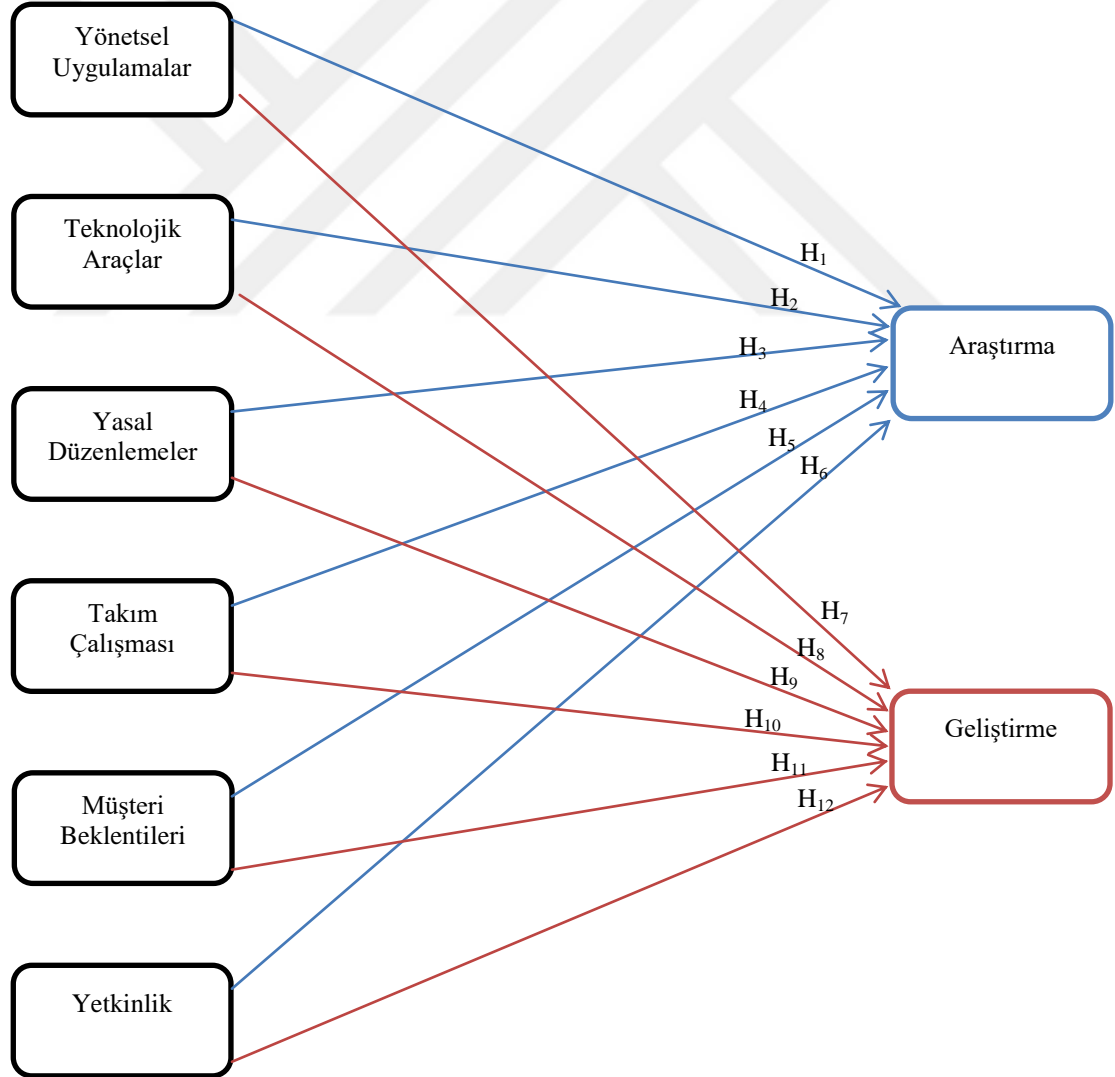 Yönetsel
Uygulamalar
Teknolojik
Araçlar
Yasal
Düzenlemeler
Takım
Çalışması
Müşteri
Beklentileri
Yetkinlik
H₁
H₂
H₃
H₄
H₅
H₆
Araştırma
H₇
H₈
H₉
H₁₀
H₁₁
H₁₂
Geliştirme